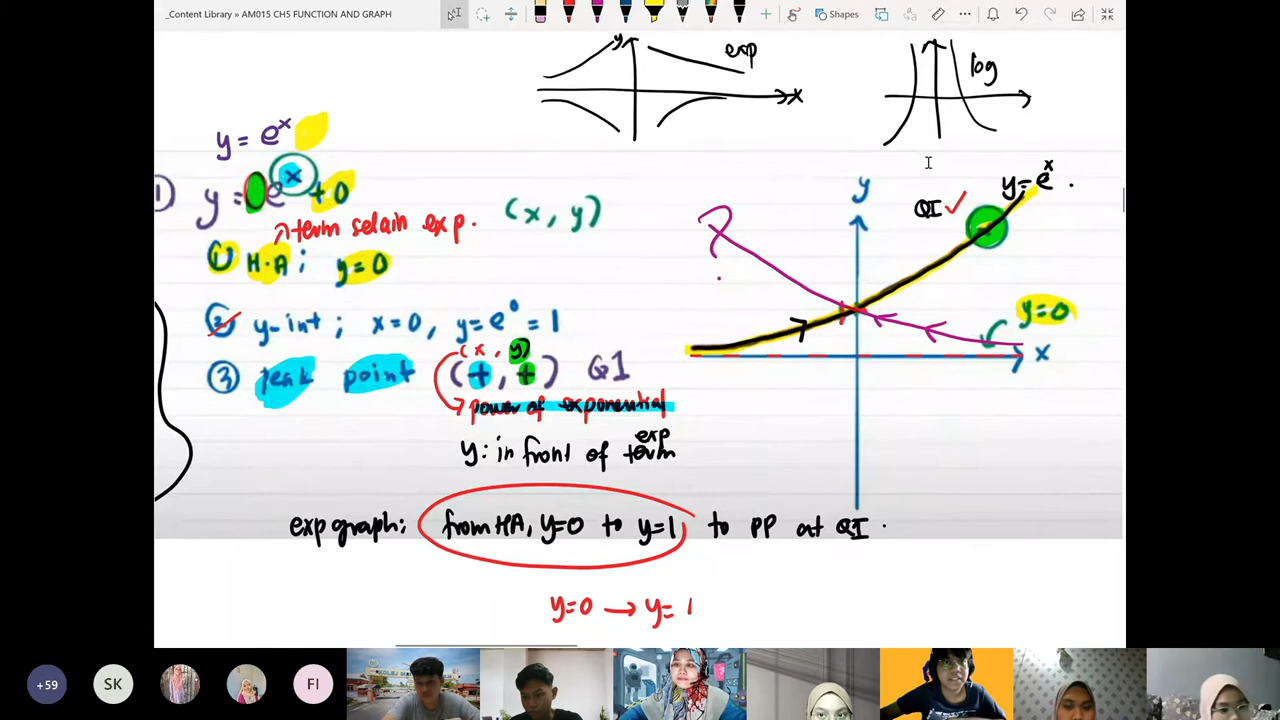 _Content Library » AM015 CH5 FUNCTION AND GRAPH
Shapes
y
exp
x
log
y = e^x
1) y = e^x + 0
term selain exp.
(x, y)
① H.A ; y=0
② y-int ; x=0, y=e^0 = 1
(x, y)
③ peak point (+, +) Q1
power of exponential
y: in front of exp term
y
y=e^x.
QI ✓
y=0
x
exp graph; from HA, y=0 to y=1 to PP at QI.
y=0 → y=1
+59
SK
FI